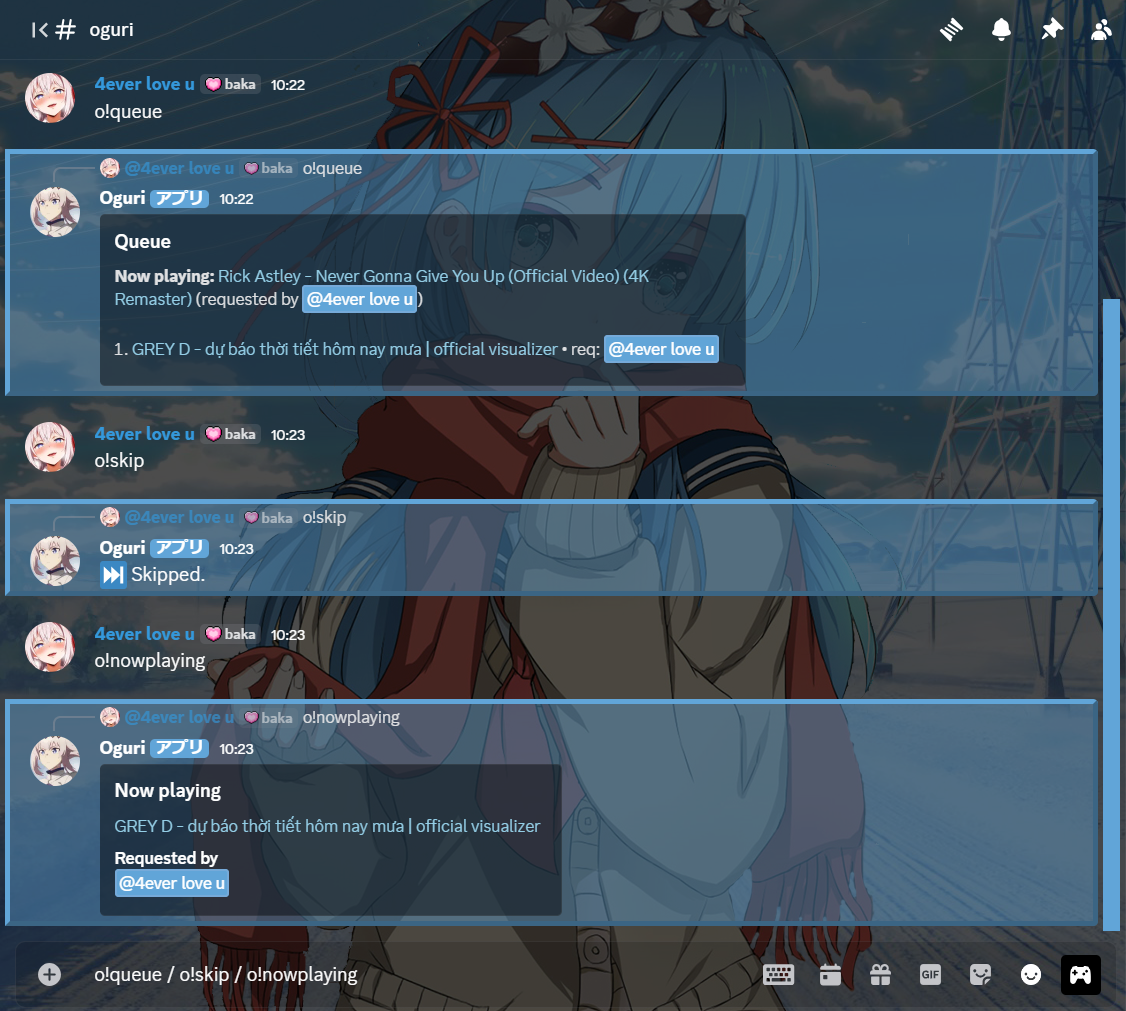 oguri
4ever love u baka 10:22
o!queue
@4ever love u baka o!queue
Oguri アプリ 10:22
Queue
Now playing: Rick Astley - Never Gonna Give You Up (Official Video) (4K
Remaster) (requested by @4ever love u)
1. GREY D - dự báo thời tiết hôm nay mưa | official visualizer • req: @4ever love u
4ever love u baka 10:23
o!skip
@4ever love u baka o!skip
Oguri アプリ 10:23
Skipped.
4ever love u baka 10:23
o!nowplaying
@4ever love u baka o!nowplaying
Oguri アプリ 10:23
Now playing
GREY D - dự báo thời tiết hôm nay mưa | official visualizer
Requested by
@4ever love u
o!queue / o!skip / o!nowplaying
GIF